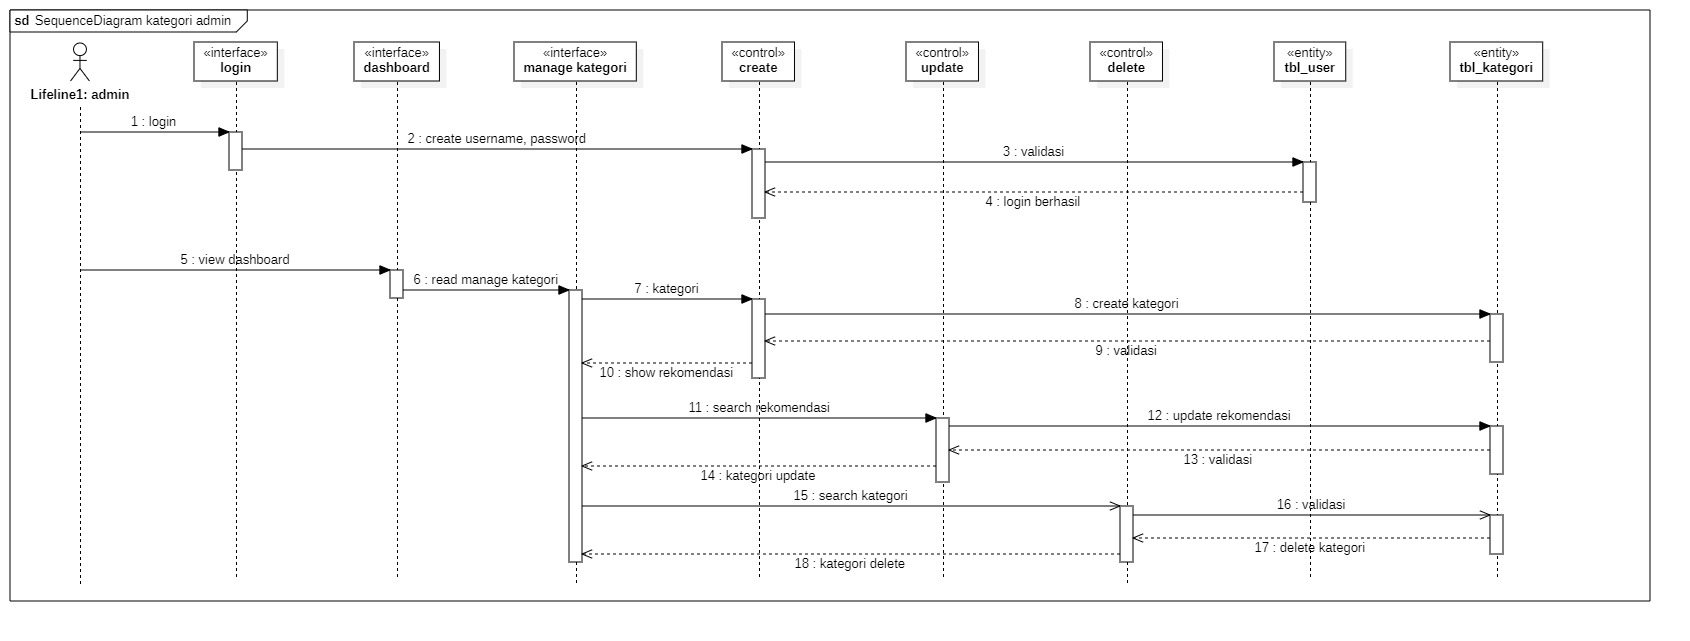 sd SequenceDiagram kategori admin
«interface»
login
«interface»
dashboard
«interface»
manage kategori
«control»
create
«control»
update
«control»
delete
«entity»
tbl_user
«entity»
tbl_kategori
Lifeline1: admin
1 : login
2 : create username, password
3 : validasi
4 : login berhasil
5 : view dashboard
6 : read manage kategori
7 : kategori
8 : create kategori
9 : validasi
10 : show rekomendasi
11 : search rekomendasi
12 : update rekomendasi
13 : validasi
14 : kategori update
15 : search kategori
16 : validasi
17 : delete kategori
18 : kategori delete